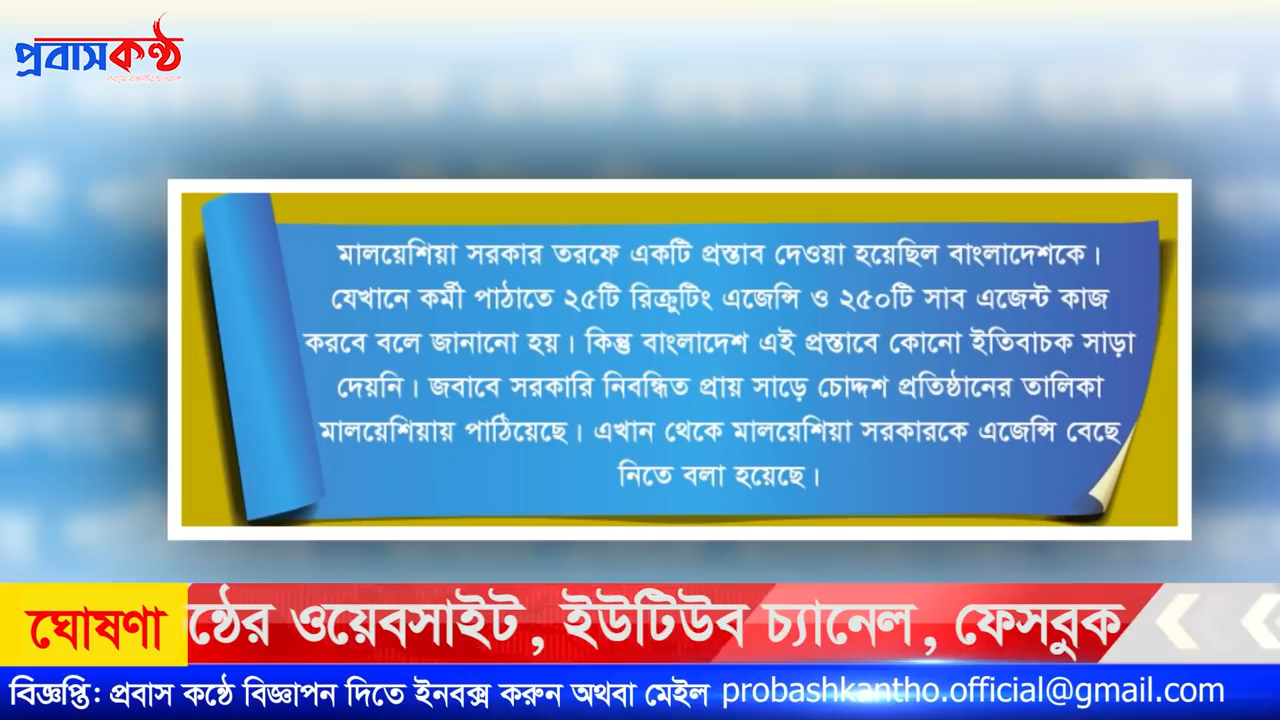 প্রবাসকণ্ঠ
মালয়েশিয়া সরকার তরফে একটি প্রস্তাব দেওয়া হয়েছিল বাংলাদেশকে।
যেখানে কর্মী পাঠাতে ২৫টি রিক্রুটিং এজেন্সি ও ২৫০টি সাব এজেন্ট কাজ
করবে বলে জানানো হয়। কিন্তু বাংলাদেশ এই প্রস্তাবে কোনো ইতিবাচক সাড়া
দেয়নি। জবাবে সরকারি নিবন্ধিত প্রায় সাড়ে চোদ্দশ প্রতিষ্ঠানের তালিকা
মালয়েশিয়ায় পাঠিয়েছে। এখান থেকে মালয়েশিয়া সরকারকে এজেন্সি বেছে
নিতে বলা হয়েছে।
ঘোষণা ন্ঠের ওয়েবসাইট, ইউটিউব চ্যানেল, ফেসবুক
বিজ্ঞপ্তি: প্রবাস কন্ঠে বিজ্ঞাপন দিতে ইনবক্স করুন অথবা মেইল probashkantho.official@gmail.com